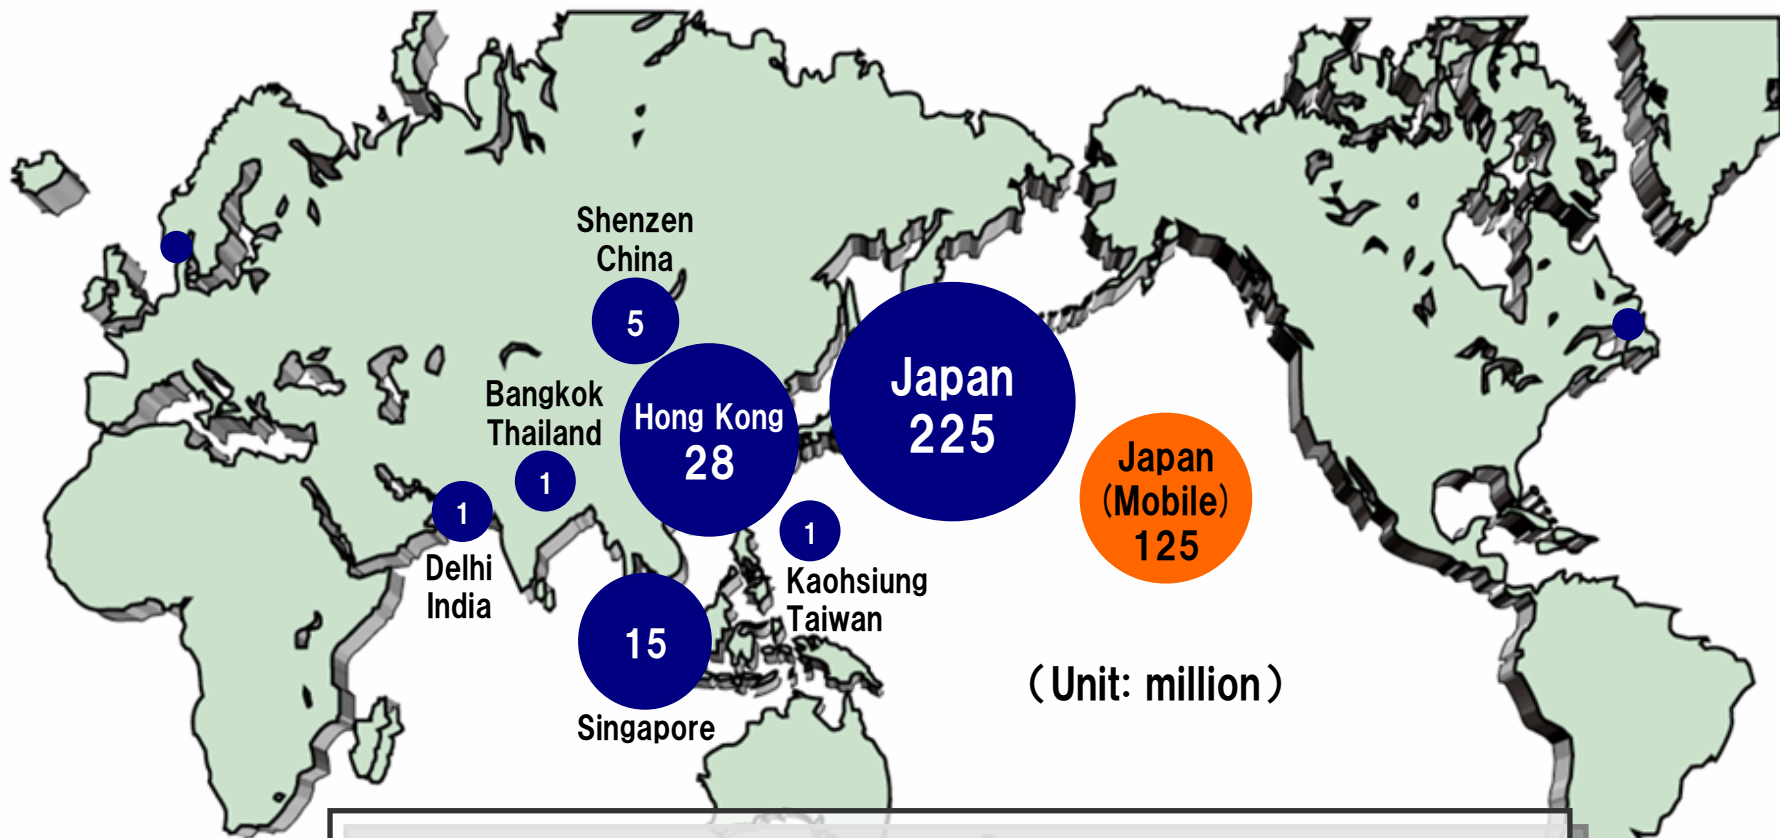 Shenzen
China
5
Bangkok
Thailand
1
Hong Kong
28
Japan
225
Japan
(Mobile)
125
1
Delhi
India
1
Kaohsiung
Taiwan
15
Singapore
(Unit: million)